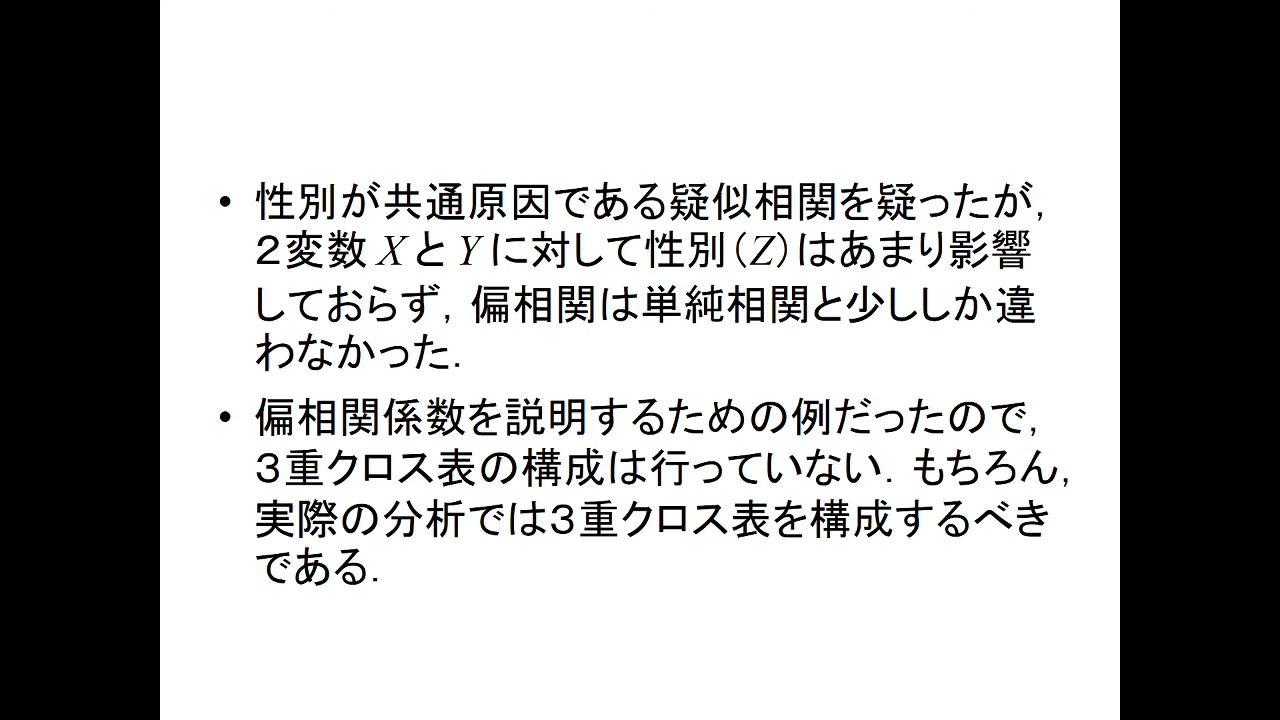 • 性別が共通原因である疑似相関を疑ったが，
２変数 X と Y に対して性別（Z）はあまり影響
しておらず，偏相関は単純相関と少ししか違
わなかった．
• 偏相関係数を説明するための例だったので，
３重クロス表の構成は行っていない．もちろん，
実際の分析では３重クロス表を構成するべき
である．